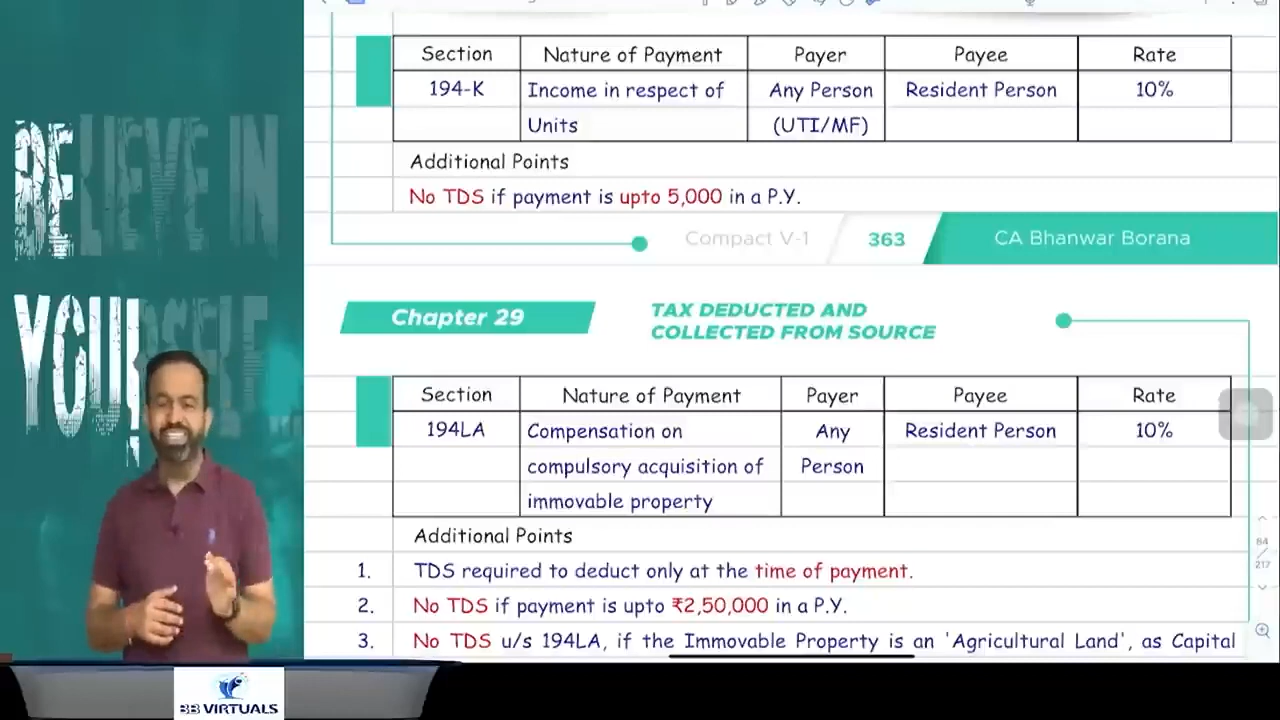 BELIEVE IN
YOURSELF
Section Nature of Payment Payer Payee Rate
194-K Income in respect of Any Person Resident Person 10%
Units (UTI/MF)
Additional Points
No TDS if payment is upto 5,000 in a P.Y.
Compact V-1 363 CA Bhanwar Borana
Chapter 29 TAX DEDUCTED AND
COLLECTED FROM SOURCE
Section Nature of Payment Payer Payee Rate
194LA Compensation on Any Resident Person 10%
compulsory acquisition of Person
immovable property
Additional Points
1. TDS required to deduct only at the time of payment.
2. No TDS if payment is upto ₹2,50,000 in a P.Y.
3. No TDS u/s 194LA, if the Immovable Property is an 'Agricultural Land', as Capital
84
217
BB VIRTUALS